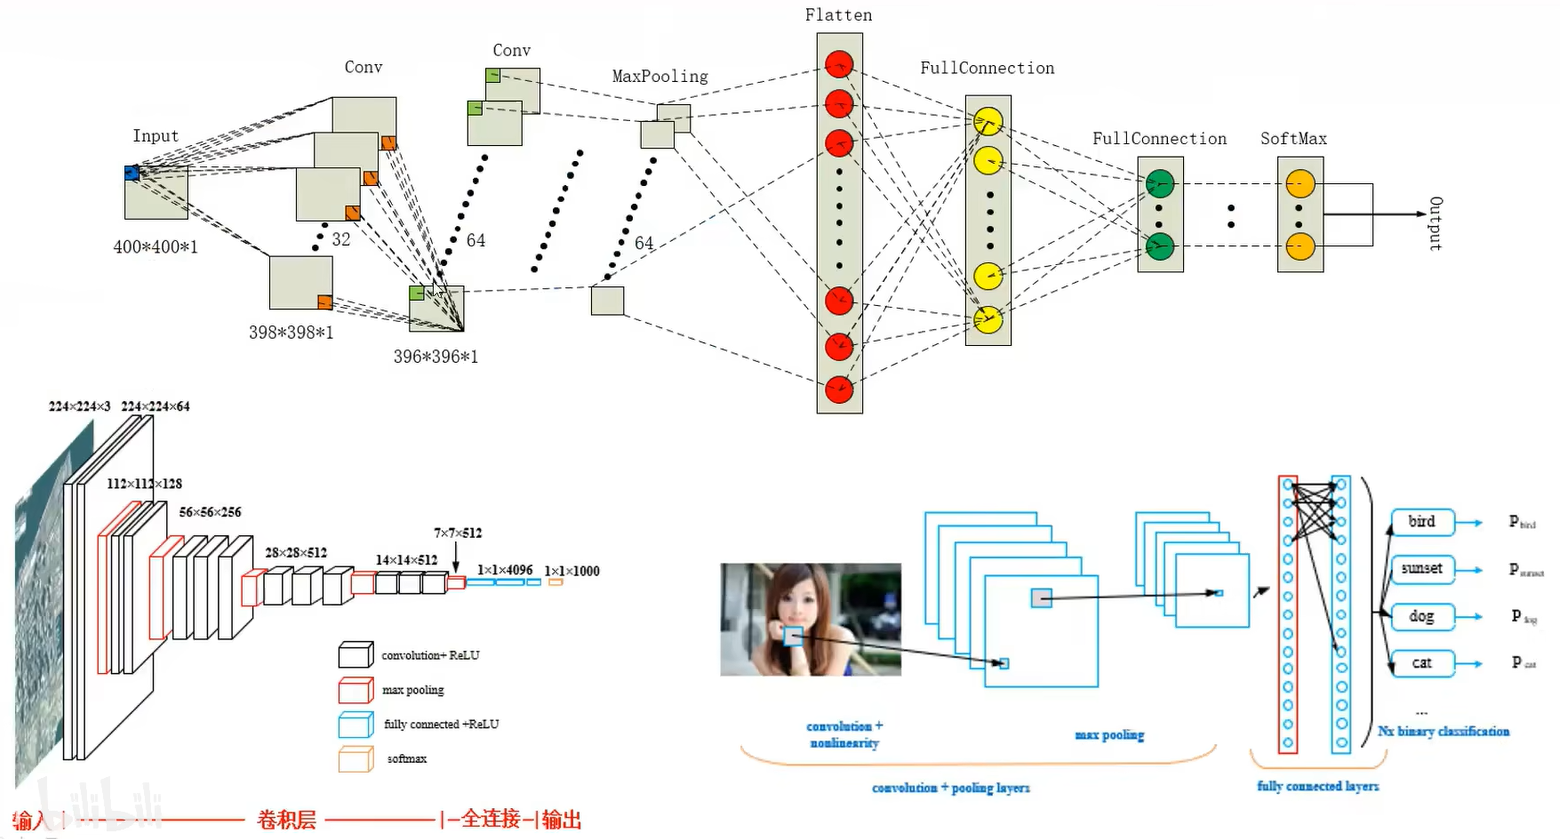 Flatten
Conv
Conv
MaxPooling
FullConnection
Input
FullConnection
SoftMax
400*400*1
32
64
64
Output
398*398*1
396*396*1
224×224×3
224×224×64
112×112×128
56×56×256
28×28×512
14×14×512
7×7×512
1×1×4096
1×1×1000
convolution+ ReLU
max pooling
fully connected +ReLU
softmax
bilibili
输入
卷积层
全连接
输出
convolution +
nonlinearity
max pooling
convolution + pooling layers
fully connected layers
Nx binary classification
bird
P bird
sunset
P sunset
dog
P dog
cat
P cat
...